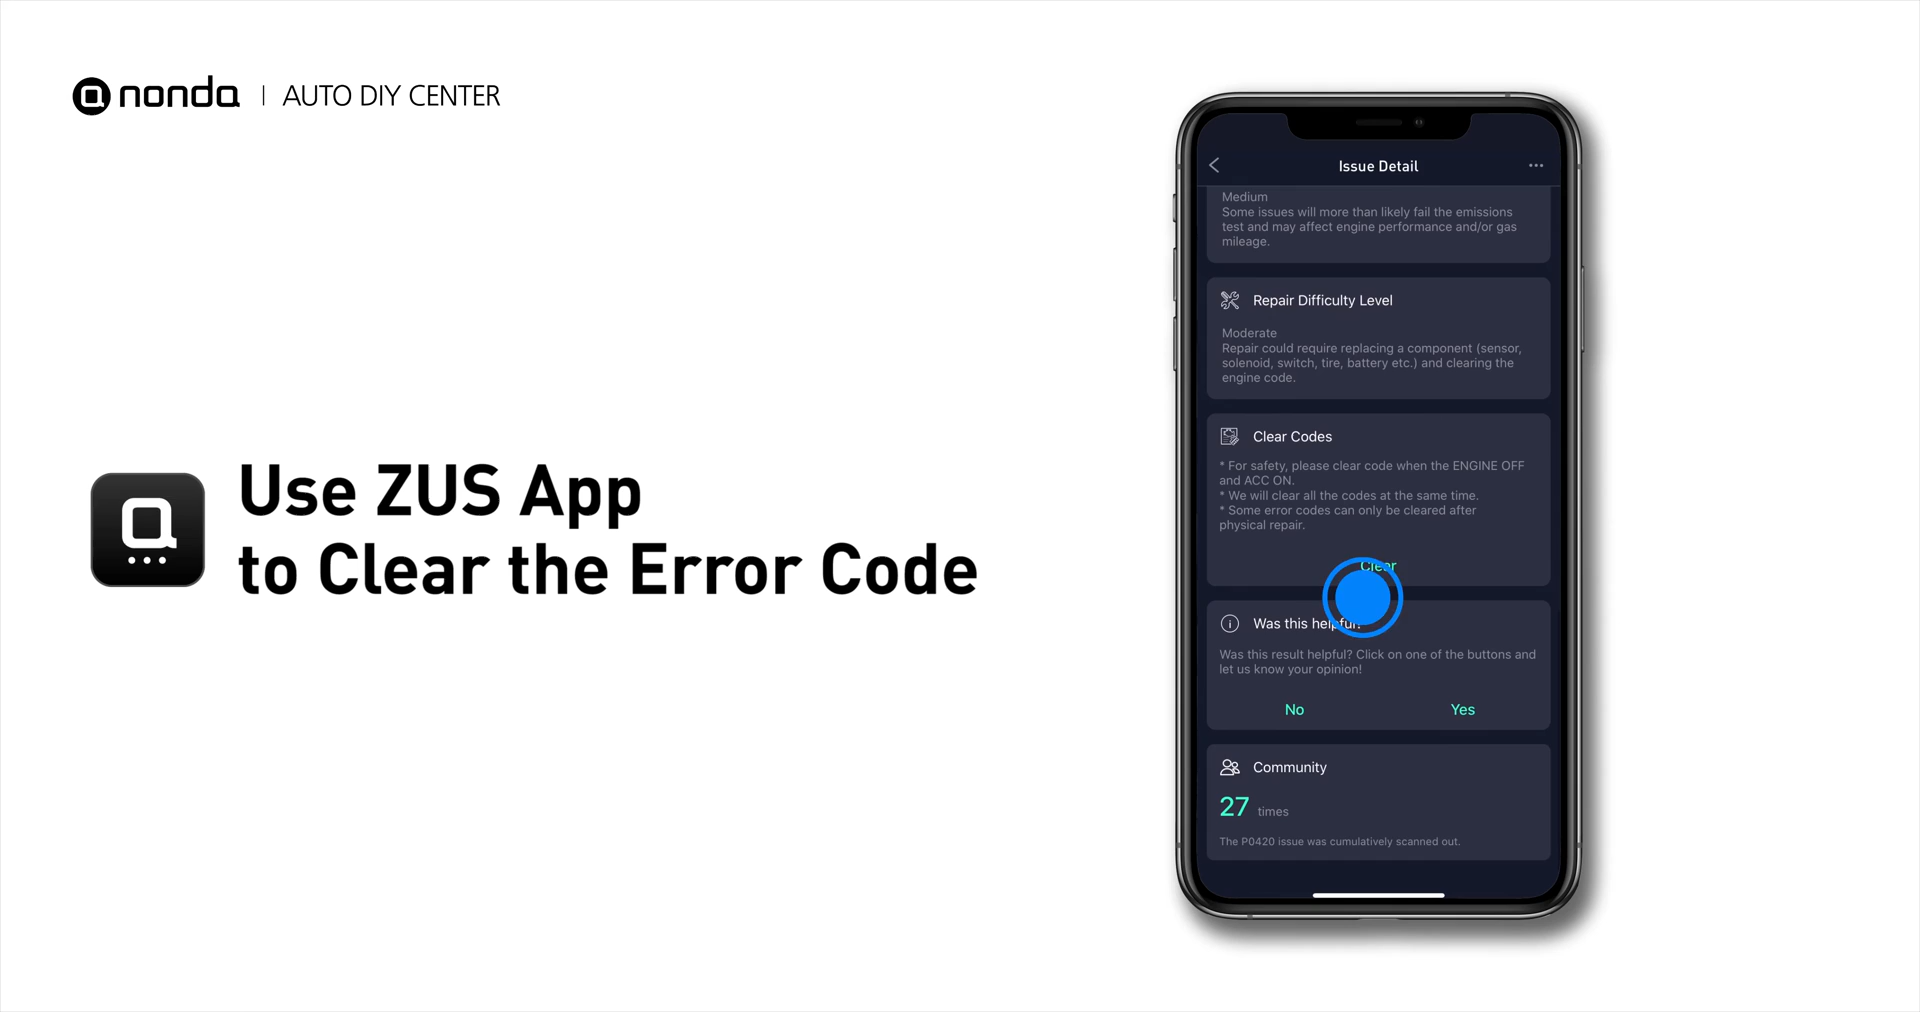 nonda | AUTO DIY CENTER
Use ZUS App
to Clear the Error Code
Issue Detail
Medium
Some issues will more than likely fail the emissions
test and may affect engine performance and/or gas
mileage.
Repair Difficulty Level
Moderate
Repair could require replacing a component (sensor,
solenoid, switch, tire, battery etc.) and clearing the
engine code.
Clear Codes
* For safety, please clear code when the ENGINE OFF
and ACC ON.
* We will clear all the codes at the same time.
* Some error codes can only be cleared after
physical repair.
Clear
Was this helpful?
Was this result helpful? Click on one of the buttons and
let us know your opinion!
No Yes
Community
27 times
The P0420 issue was cumulatively scanned out.